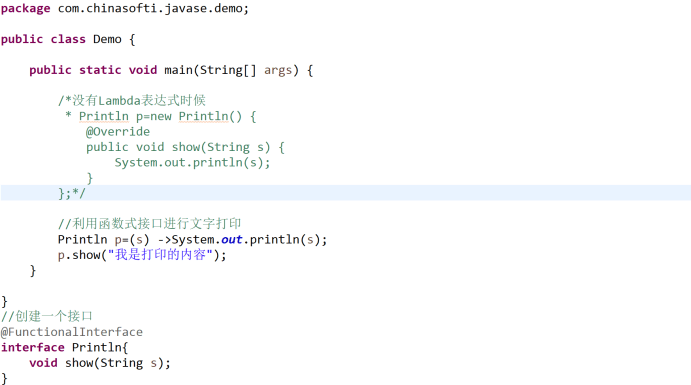 package com.chinasofti.javase.demo;
public class Demo {
public static void main(String[] args) {
/*没有Lambda表达式时候
* Println p=new Println() {
@Override
public void show(String s) {
System.out.println(s);
}
};*/
//利用函数式接口进行文字打印
Println p=(s) ->System.out.println(s);
p.show("我是打印的内容");
}
}
//创建一个接口
@FunctionalInterface
interface Println{
void show(String s);
}